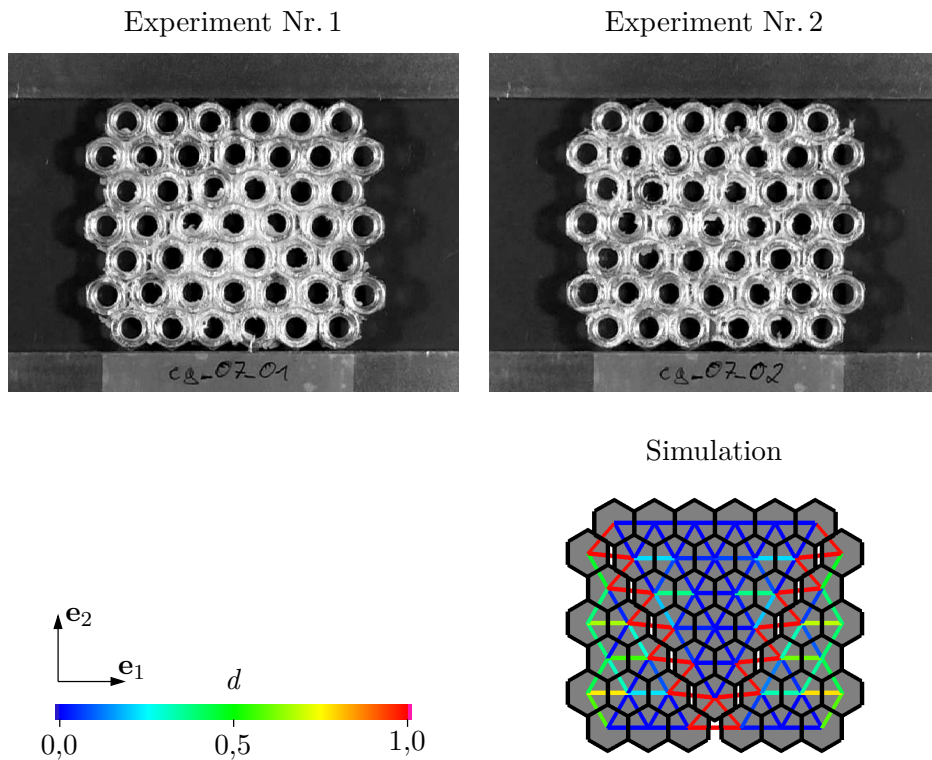 Experiment Nr. 1
Experiment Nr. 2
cg_07_01
cg_07_02
Simulation
e₂
e₁
d
0,0
0,5
1,0